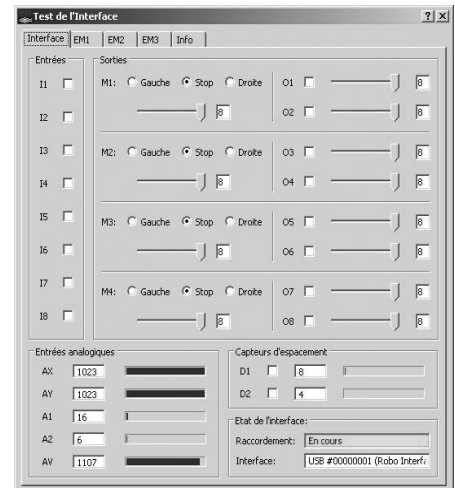 Test de l'Interface ? ×
Interface EM1 EM2 EM3 Info
Entrées
I1
I2
I3
I4
I5
I6
I7
I8
Sorties
M1: Gauche Stop Droite
8
O1 8
O2 8
M2: Gauche Stop Droite
8
O3 8
O4 8
M3: Gauche Stop Droite
8
O5 8
O6 8
M4: Gauche Stop Droite
8
O7 8
O8 8
Entrées analogiques
AX 1023
AY 1023
A1 16
A2 6
AV 1107
Capteurs d'espacement
D1 8
D2 4
Etat de l'interface:
Raccordement: En cours
Interface: USB #00000001 (Robo Interfa